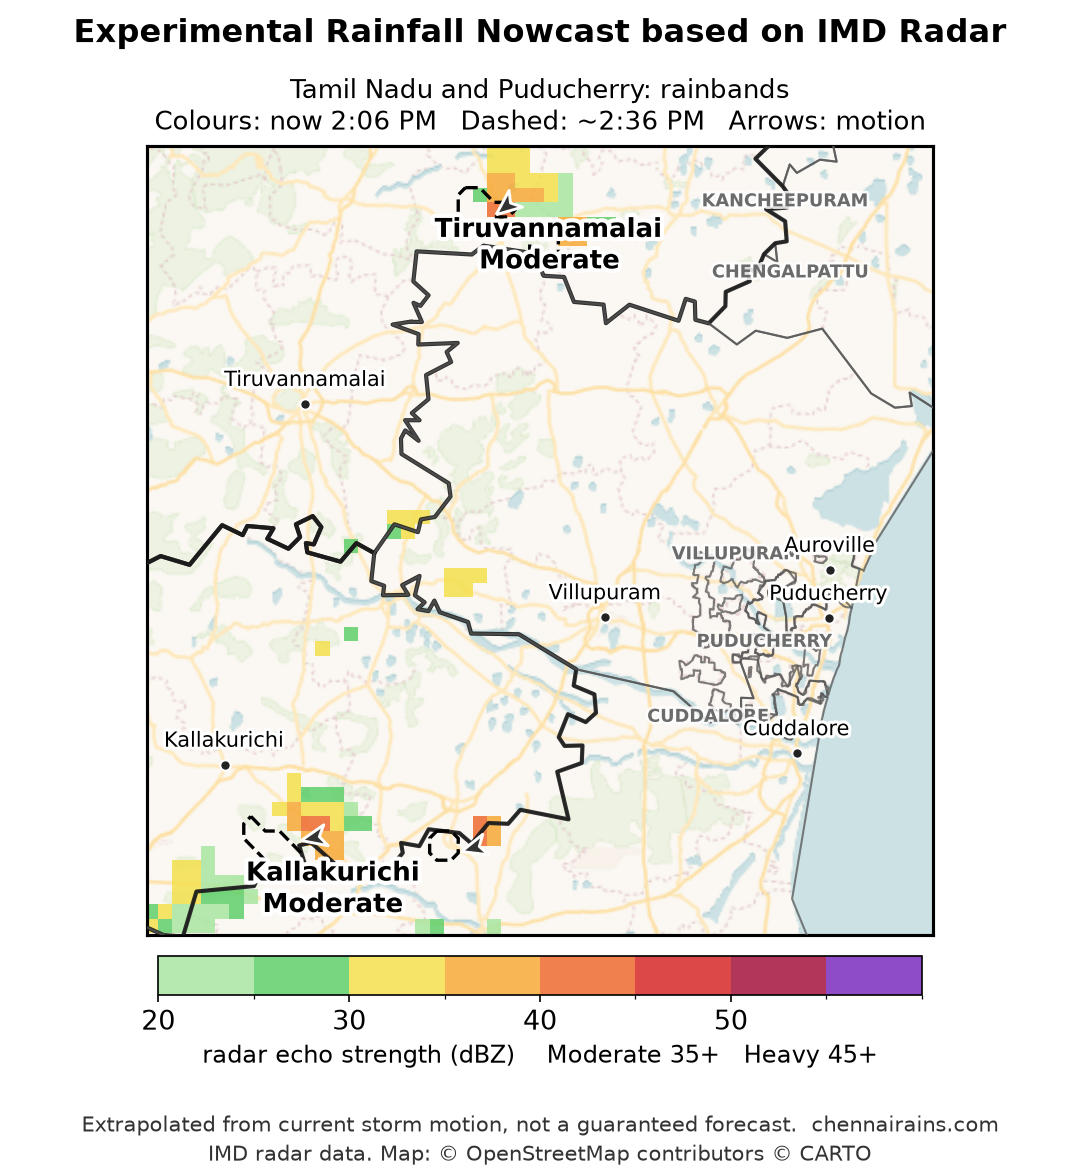 Experimental Rainfall Nowcast based on IMD Radar
Tamil Nadu and Puducherry: rainbands
Colours: now 2:06 PM   Dashed: ~2:36 PM   Arrows: motion
KANCHEEPURAM
Tiruvannamalai
Moderate
CHENGALPATTU
Tiruvannamalai
VILLUPURAM
Auroville
Villupuram
Puducherry
PUDUCHERRY
CUDDALORE
Cuddalore
Kallakurichi
Kallakurichi
Moderate
20 30 40 50
radar echo strength (dBZ)    Moderate 35+   Heavy 45+
Extrapolated from current storm motion, not a guaranteed forecast.  chennairains.com
IMD radar data. Map: © OpenStreetMap contributors © CARTO